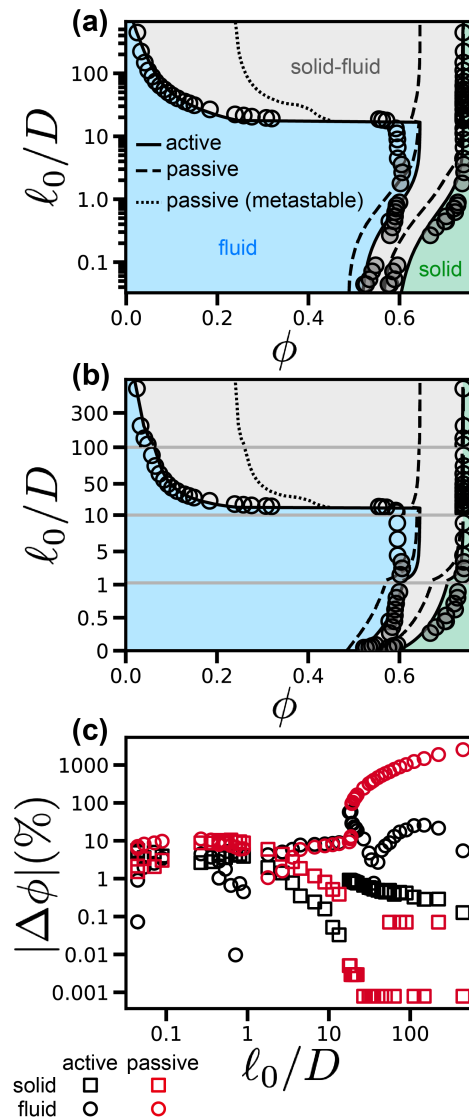 (a)
ℓ₀/D
100
10
1.0
0.1
solid-fluid
active
passive
passive (metastable)
fluid
solid
0.0 0.2 0.4 0.6
ϕ
(b)
ℓ₀/D
300
100
50
10
5
1
0.5
0
0.0 0.2 0.4 0.6
ϕ
(c)
|Δϕ|(%)
1000
100
10
1
0.1
0.01
0.001
0.1 1 10 100
ℓ₀/D
active passive
solid
fluid